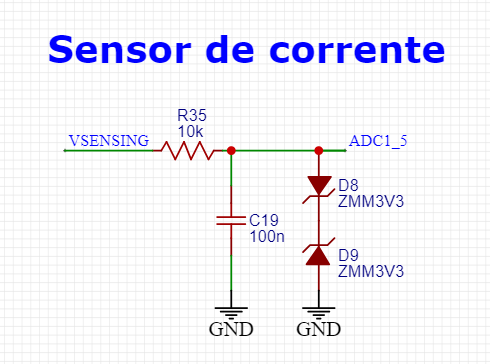 Sensor de corrente
R35
10k
VSENSING
ADC1_5
D8
ZMM3V3
C19
100n
D9
ZMM3V3
GND
GND